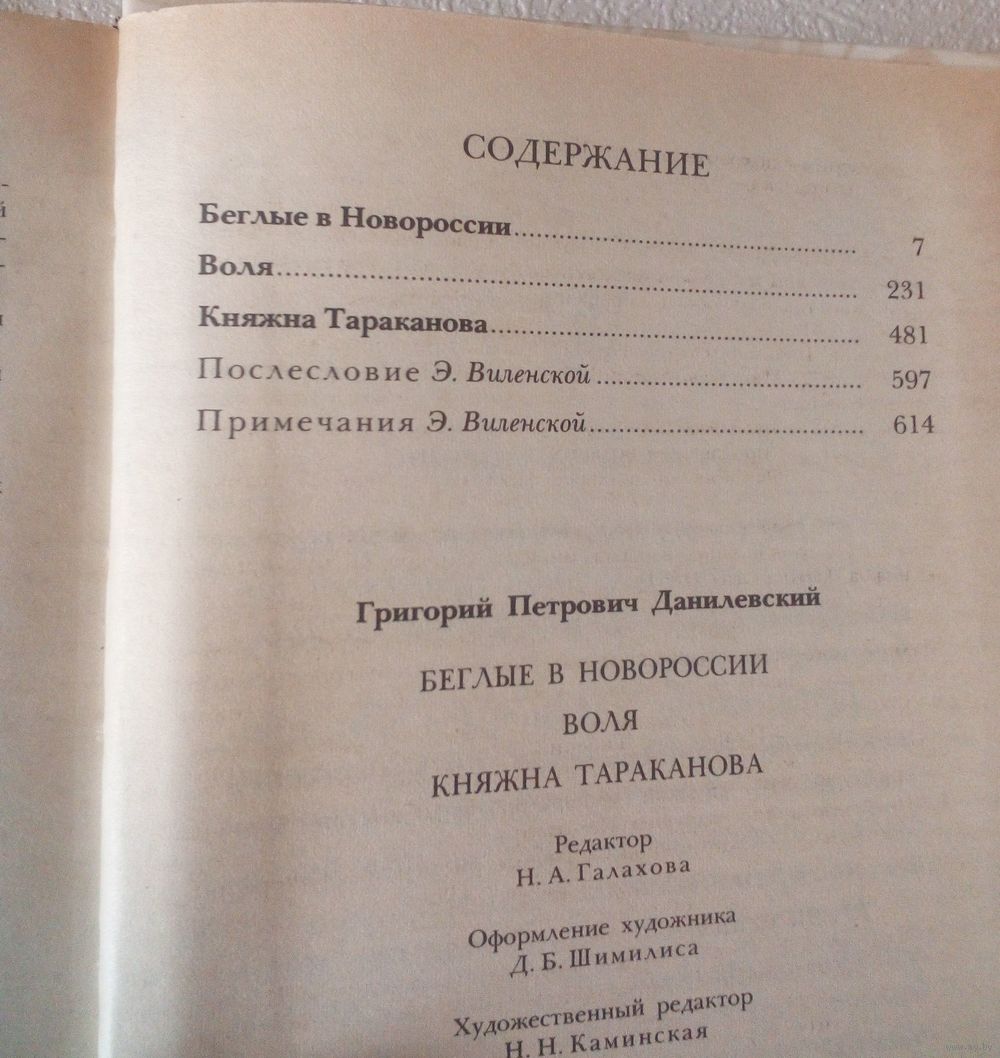 СОДЕРЖАНИЕ
Беглые в Новороссии 7
Воля 231
Княжна Тараканова 481
Послесловие Э. Виленской 597
Примечания Э. Виленской 614
Григорий Петрович Данилевский
БЕГЛЫЕ В НОВОРОССИИ
ВОЛЯ
КНЯЖНА ТАРАКАНОВА
Редактор
Н. А. Галахова
Оформление художника
Д. Б. Шимилиса
Художественный редактор
Н. Н. Каминская